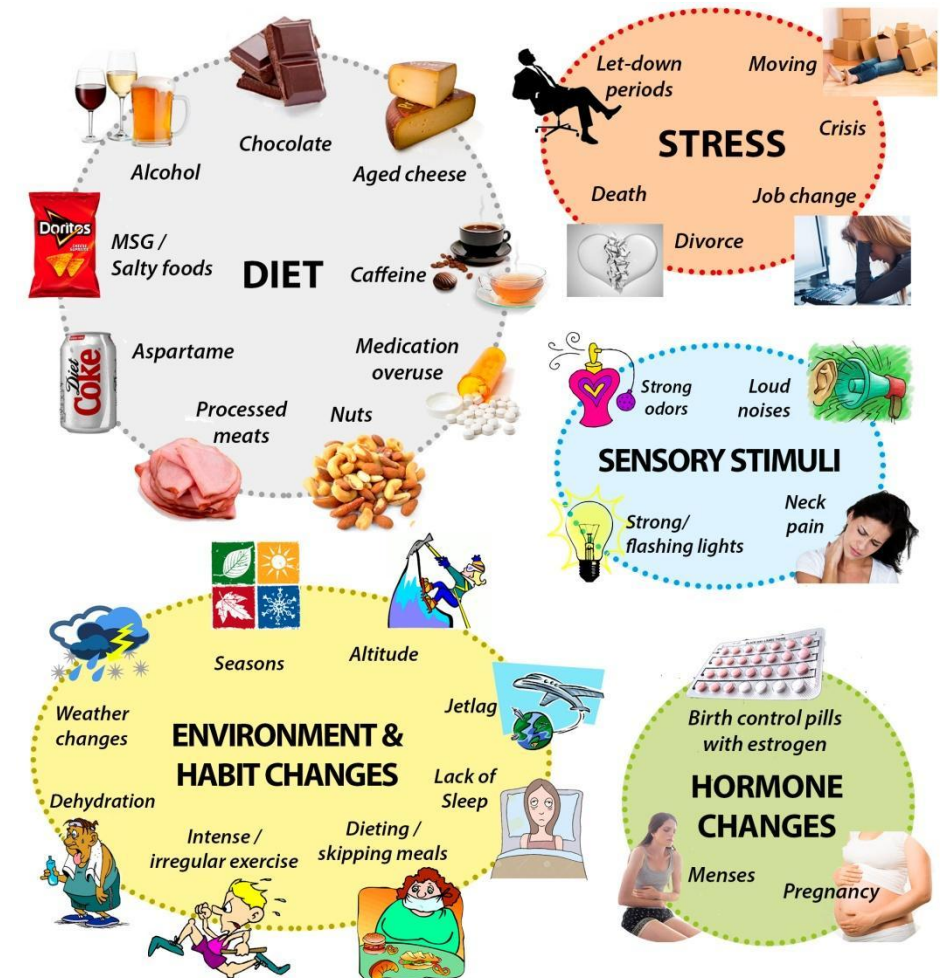 Chocolate
Alcohol
Aged cheese
Doritos
MSG /
Salty foods
DIET
Caffeine
Diet
Coke
Aspartame
Medication
overuse
Processed
meats
Nuts
Let-down
periods
Moving
STRESS
Crisis
Death
Job change
Divorce
Strong
odors
Loud
noises
SENSORY STIMULI
Strong/
flashing lights
Neck
pain
Seasons
Altitude
Weather
changes
Jetlag
ENVIRONMENT &
HABIT CHANGES
Dehydration
Lack of
Sleep
Intense /
irregular exercise
Dieting /
skipping meals
Birth control pills
with estrogen
HORMONE
CHANGES
Menses
Pregnancy